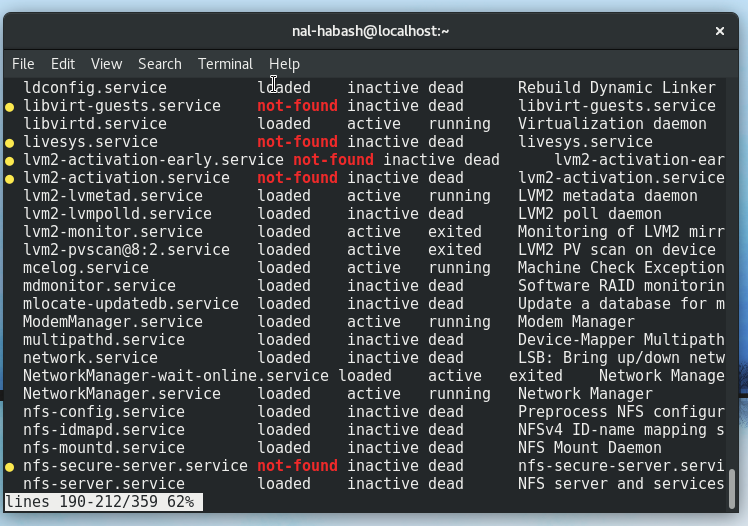 nal-habash@localhost:~ ×
File Edit View Search Terminal Help
ldconfig.service loaded inactive dead Rebuild Dynamic Linker
● libvirt-guests.service not-found inactive dead libvirt-guests.service
libvirtd.service loaded active running Virtualization daemon
● livesys.service not-found inactive dead livesys.service
● lvm2-activation-early.service not-found inactive dead lvm2-activation-ear
● lvm2-activation.service not-found inactive dead lvm2-activation.service
lvm2-lvmetad.service loaded active running LVM2 metadata daemon
lvm2-lvmpolld.service loaded inactive dead LVM2 poll daemon
lvm2-monitor.service loaded active exited Monitoring of LVM2 mirr
lvm2-pvscan@8:2.service loaded active exited LVM2 PV scan on device
mcelog.service loaded active running Machine Check Exception
mdmonitor.service loaded inactive dead Software RAID monitorin
mlocate-updatedb.service loaded inactive dead Update a database for m
ModemManager.service loaded active running Modem Manager
multipathd.service loaded inactive dead Device-Mapper Multipath
network.service loaded inactive dead LSB: Bring up/down netw
NetworkManager-wait-online.service loaded active exited Network Manage
NetworkManager.service loaded active running Network Manager
nfs-config.service loaded inactive dead Preprocess NFS configur
nfs-idmapd.service loaded inactive dead NFSv4 ID-name mapping s
nfs-mountd.service loaded inactive dead NFS Mount Daemon
● nfs-secure-server.service not-found inactive dead nfs-secure-server.servi
nfs-server.service loaded inactive dead NFS server and services
lines 190-212/359 62%